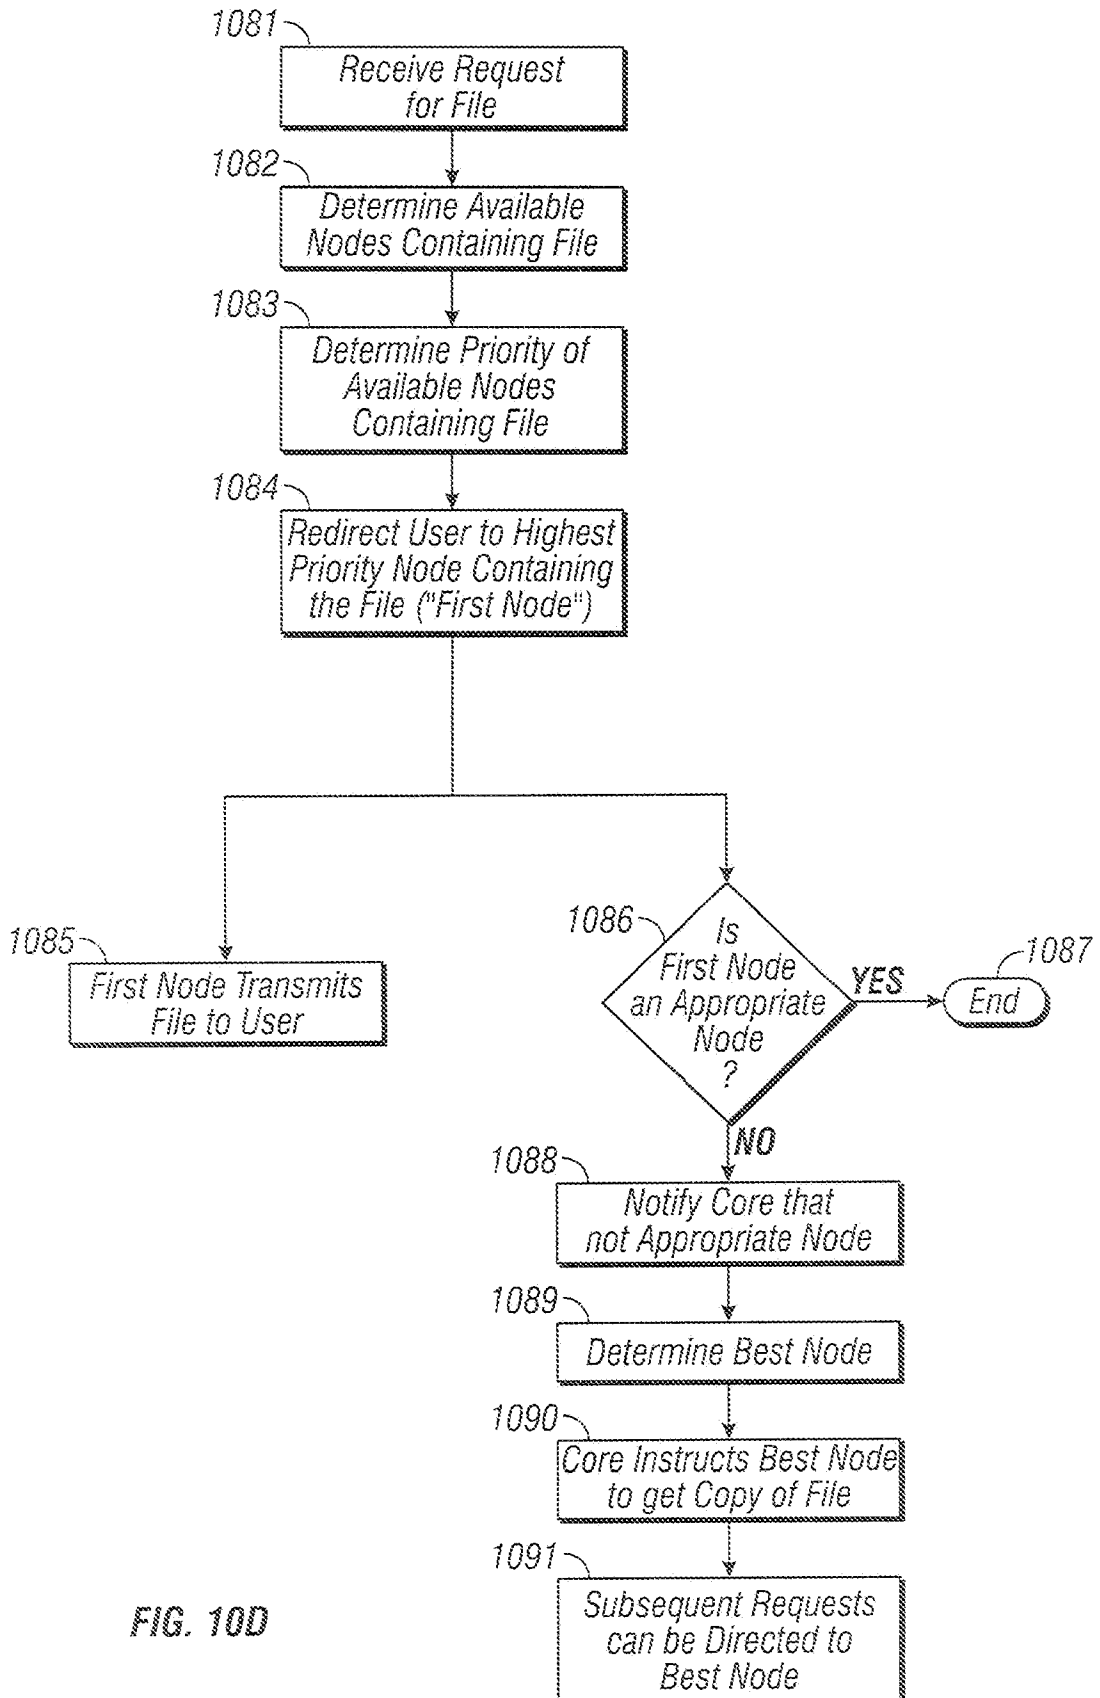 1081
Receive Request
for File
1082
Determine Available
Nodes Containing File
1083
Determine Priority of
Available Nodes
Containing File
1084
Redirect User to Highest
Priority Node Containing
the File ("First Node")
1085
First Node Transmits
File to User
1086
Is
First Node
an Appropriate
Node
?
YES
1087
End
NO
1088
Notify Core that
not Appropriate Node
1089
Determine Best Node
1090
Core Instructs Best Node
to get Copy of File
1091
Subsequent Requests
can be Directed to
Best Node
FIG. 10D